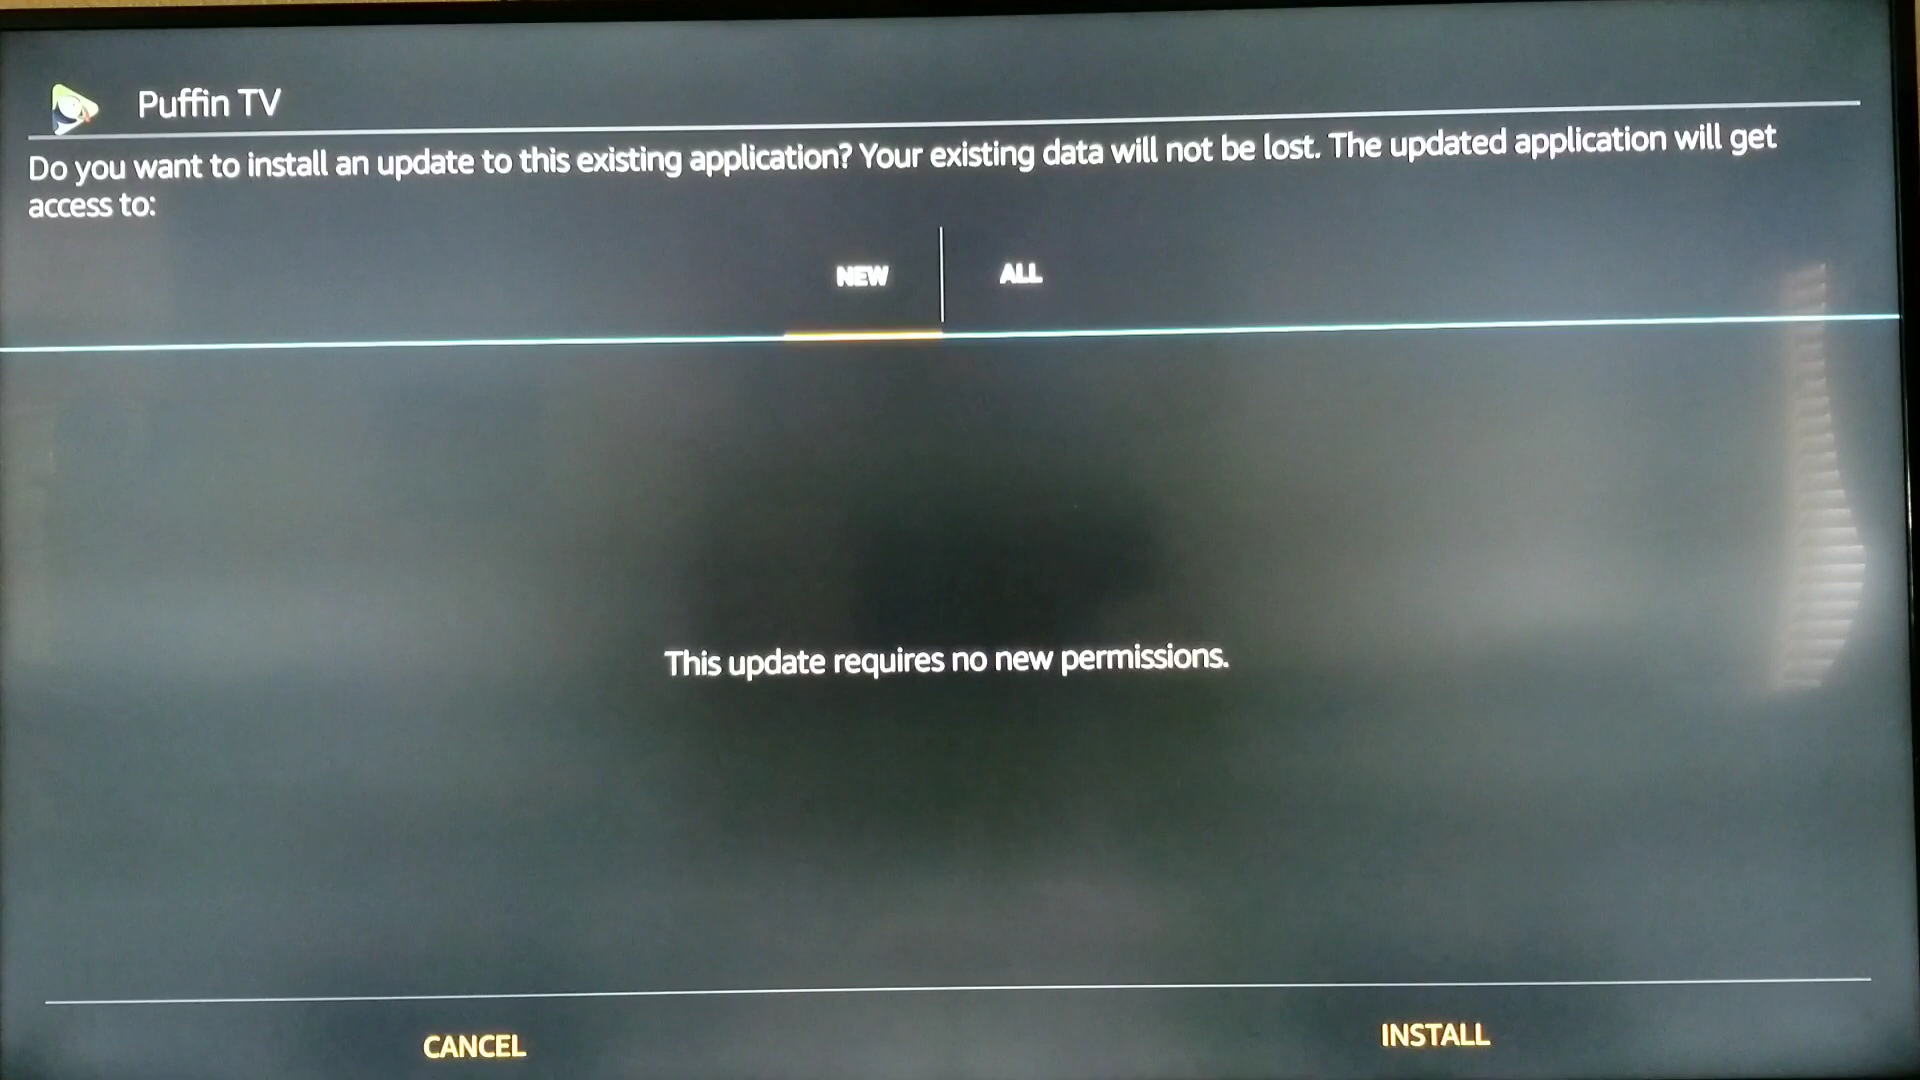 Puffin TV
Do you want to install an update to this existing application? Your existing data will not be lost. The updated application will get
access to:
NEW
ALL
This update requires no new permissions.
CANCEL
INSTALL